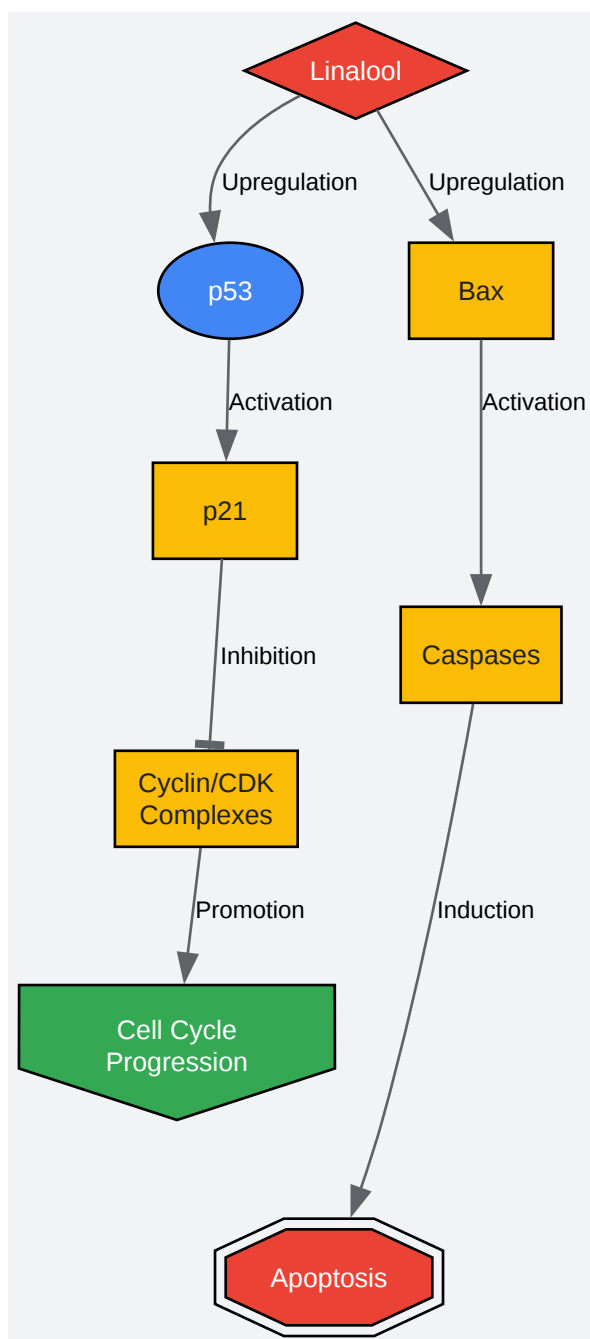 Linalool
Upregulation
Upregulation
p53
Bax
Activation
Activation
p21
Inhibition
Caspases
Cyclin/CDK
Complexes
Promotion
Induction
Cell Cycle
Progression
Apoptosis